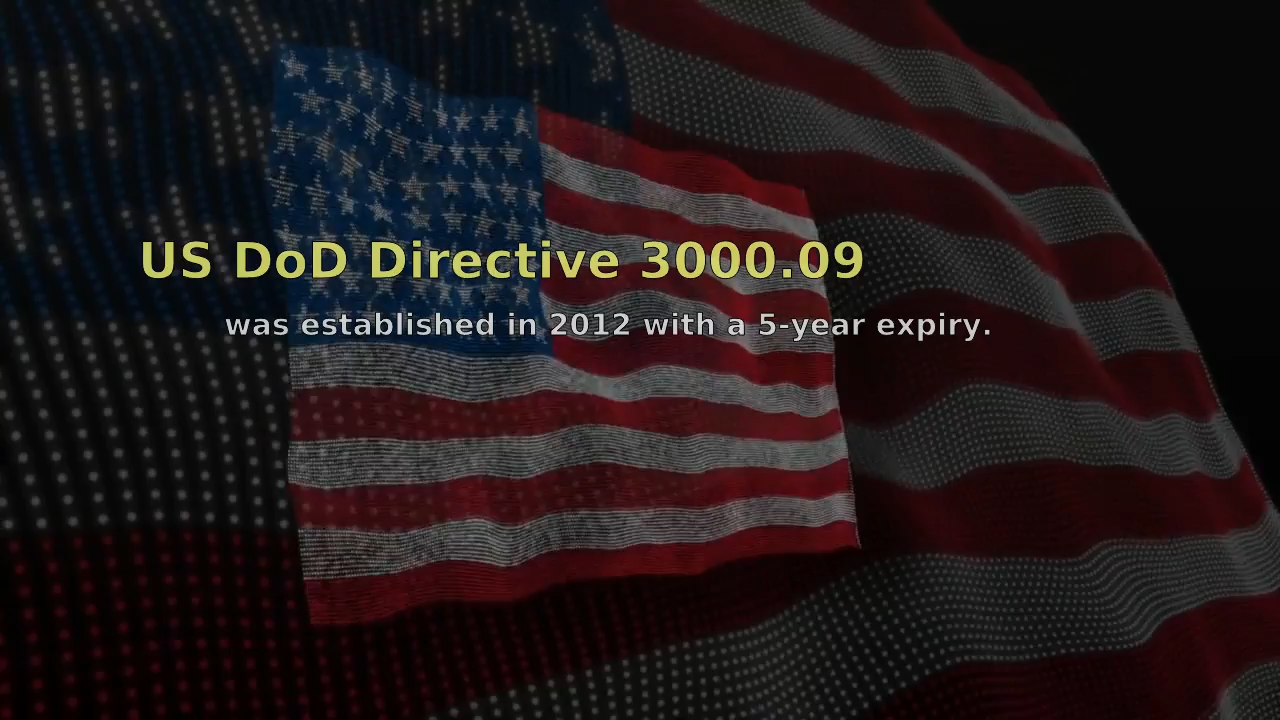 US DoD Directive 3000.09
was established in 2012 with a 5-year expiry.